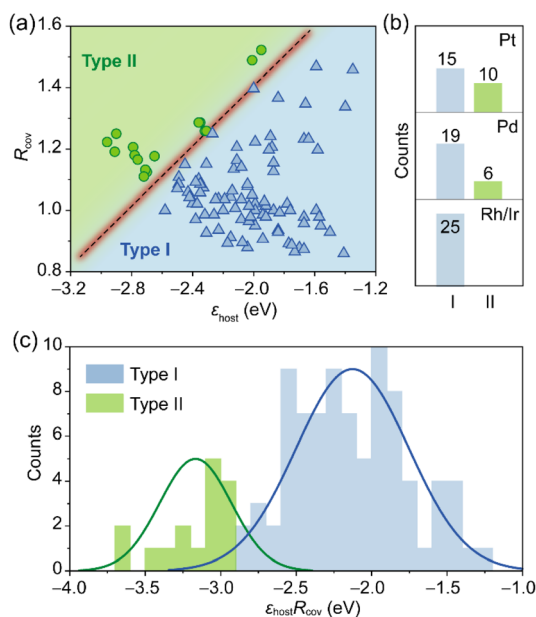 (a)
1.6
1.4
1.2
1.0
0.8
R_cov
Type II
Type I
−3.2 −2.8 −2.4 −2.0 −1.6 −1.2
ε_host (eV)
(b)
Counts
Pt
15 10
Pd
19 6
Rh/Ir
25
I II
(c)
10
8
6
4
2
0
Counts
Type I
Type II
−4.0 −3.5 −3.0 −2.5 −2.0 −1.5 −1.0
ε_hostR_cov (eV)